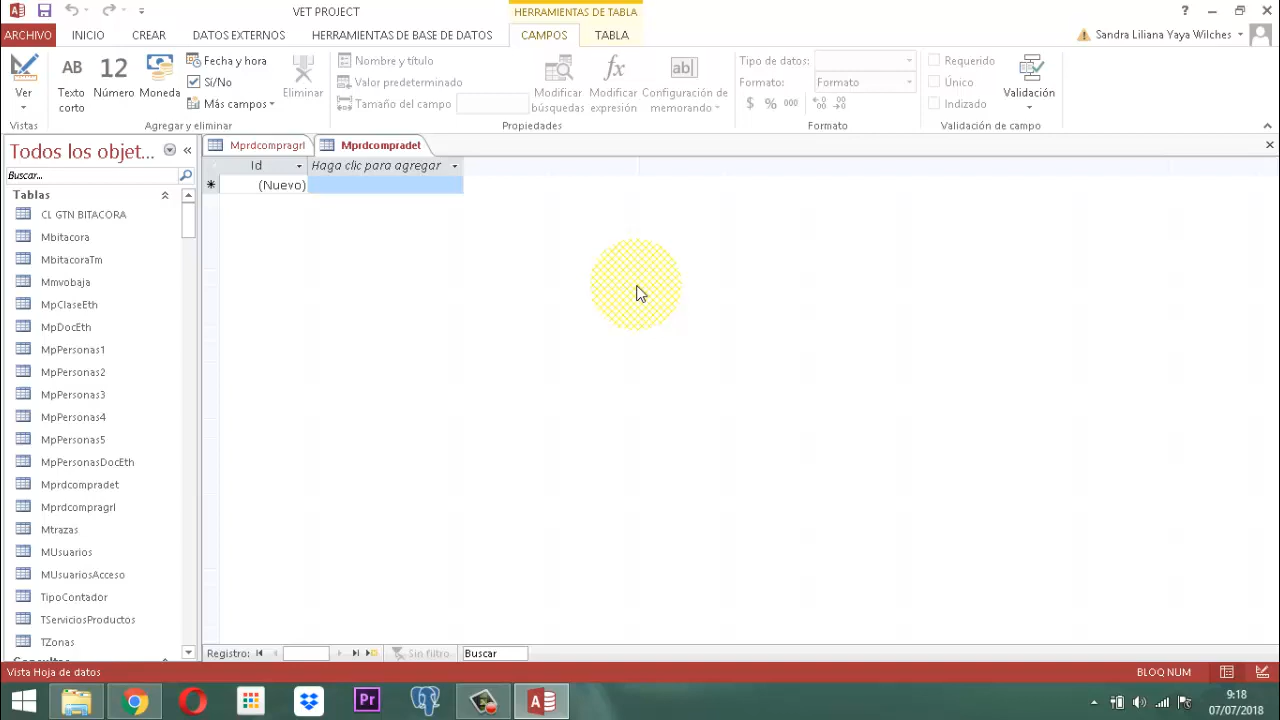 VET PROJECT
HERRAMIENTAS DE TABLA
?
ARCHIVO INICIO CREAR DATOS EXTERNOS HERRAMIENTAS DE BASE DE DATOS CAMPOS TABLA
Sandra Liliana Yaya Wilches
Ver
AB Texto corto
12 Número
Moneda
Fecha y hora
Sí/No
Más campos
Eliminar
Nombre y título
Valor predeterminado
Tamaño del campo
Modificar búsquedas
fx Modificar expresión
ab Configuración de memorando
Tipo de datos:
Formato: Formato
$ % 000
Requerido
Único
Indizado
Validación
Vistas Agregar y eliminar Propiedades Formato Validación de campo
Todos los objet...
Buscar...
Tablas
CL GTN BITACORA
Mbitacora
MbitacoraTm
Mmvobaja
MpClaseEth
MpDocEth
MpPersonas1
MpPersonas2
MpPersonas3
MpPersonas4
MpPersonas5
MpPersonasDocEth
Mprdcompradet
Mprdcompragrl
Mtrazas
MUsuarios
MUsuariosAcceso
TipoContador
TServiciosProductos
TZonas
Mprdcompragrl Mprdcompradet
Id Haga clic para agregar
(Nuevo)
Registro: Sin filtro Buscar
Vista Hoja de datos BLOQ NUM
Pr
9:18
07/07/2018